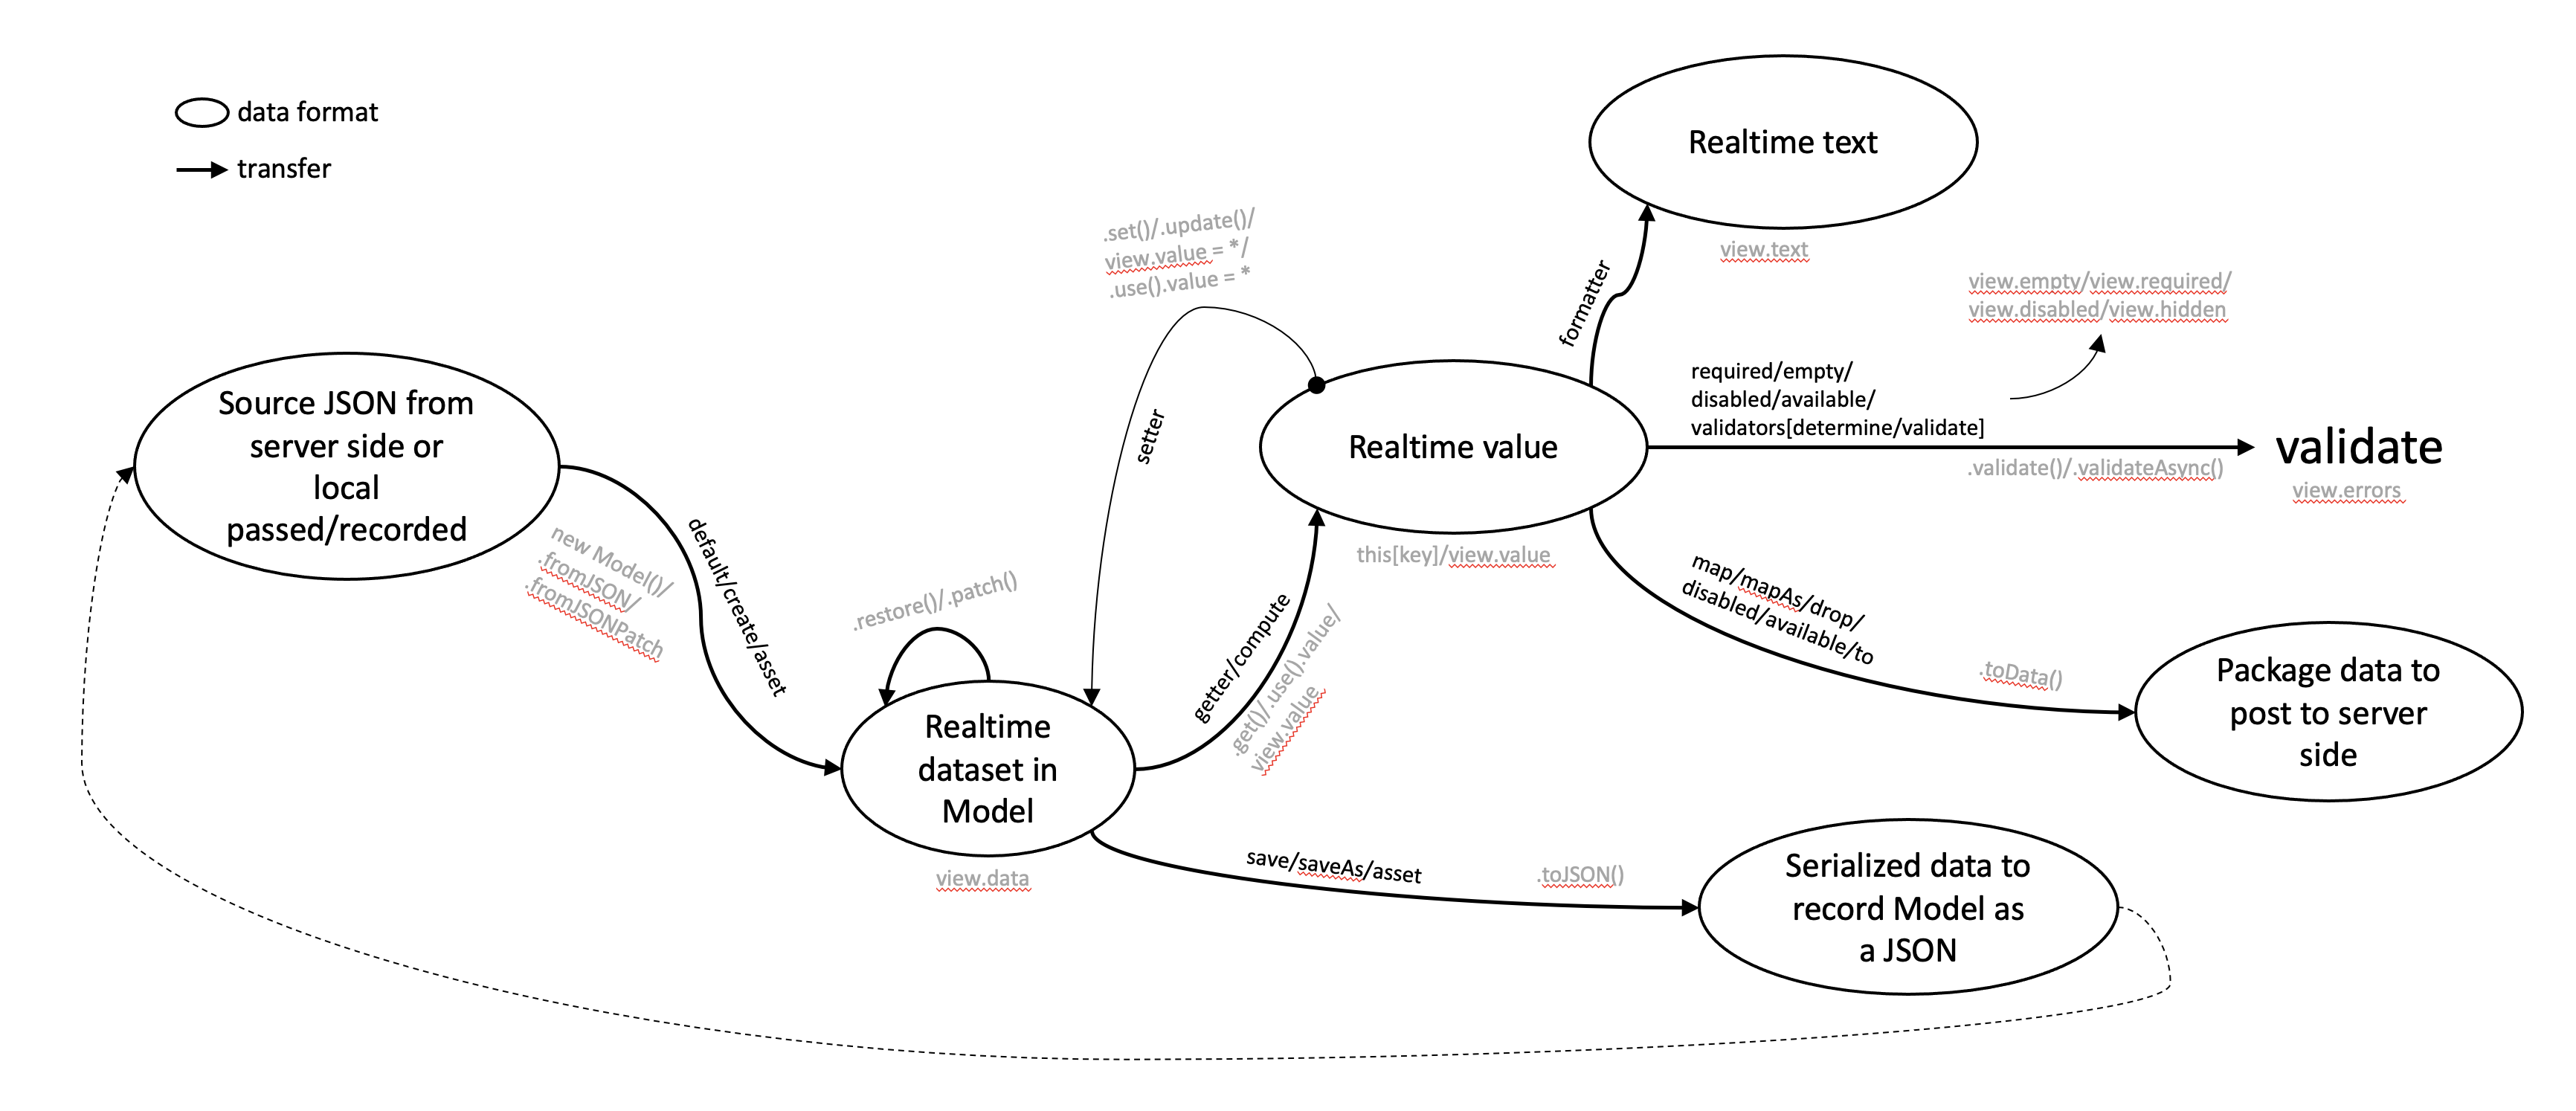 data format
transfer
Realtime text
view.text
formatter
.set()/.update()/
view.value = */
.use().value = *
setter
view.empty/view.required/
view.disabled/view.hidden
required/empty/
disabled/available/
validators[determine/validate]
validate
.validate()/.validateAsync()
view.errors
Realtime value
this[key]/view.value
Source JSON from
server side or
local
passed/recorded
new Model()/
.fromJSON/
.fromJSONPatch
default/create/asset
.restore()/.patch()
getter/compute
.get()/.use().value/
view.value
map/mapAs/drop/
disabled/available/to
.toData()
Package data to
post to server
side
Realtime
dataset in
Model
view.data
save/saveAs/asset
.toJSON()
Serialized data to
record Model as
a JSON